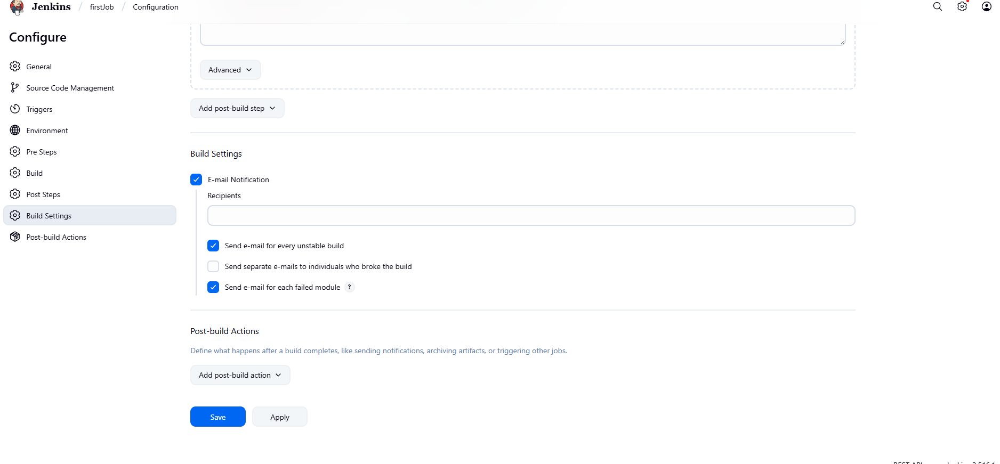 Jenkins / firstJob / Configuration
Configure
General
Source Code Management
Triggers
Environment
Pre Steps
Build
Post Steps
Build Settings
Post-build Actions
Advanced
Add post-build step
Build Settings
E-mail Notification
Recipients
Send e-mail for every unstable build
Send separate e-mails to individuals who broke the build
Send e-mail for each failed module ?
Post-build Actions
Define what happens after a build completes, like sending notifications, archiving artifacts, or triggering other jobs.
Add post-build action
Save Apply